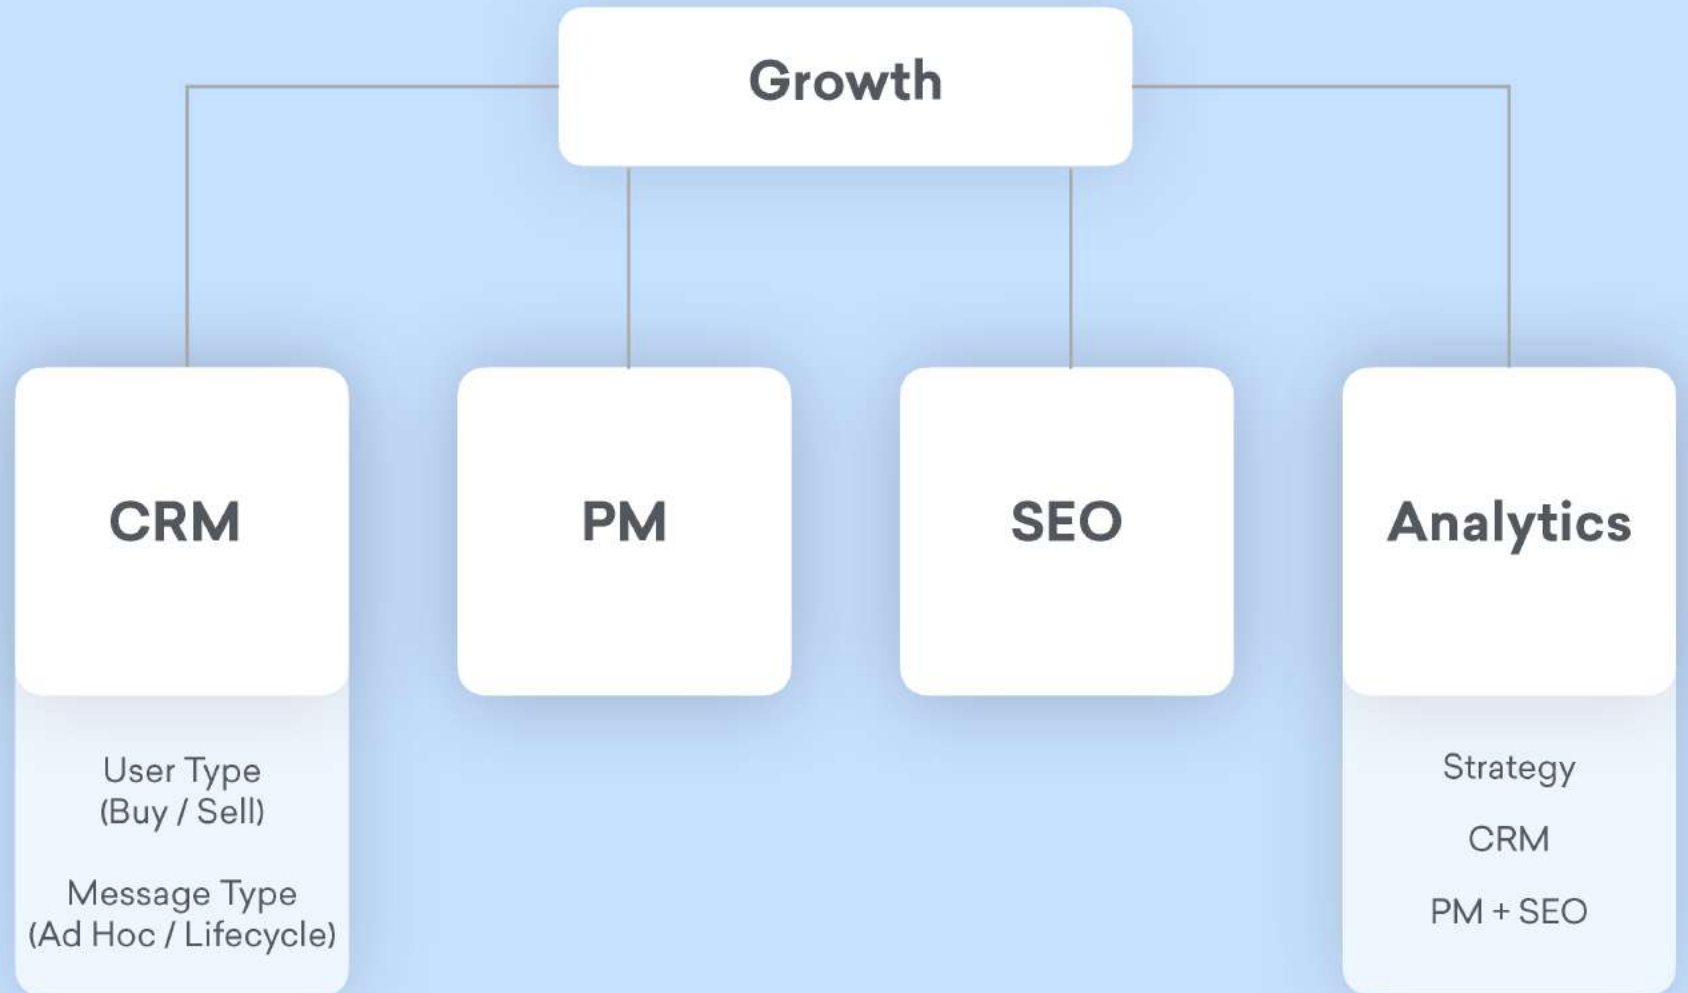 Growth
CRM
PM
SEO
Analytics
User Type
(Buy / Sell)
Message Type
(Ad Hoc / Lifecycle)
Strategy
CRM
PM + SEO